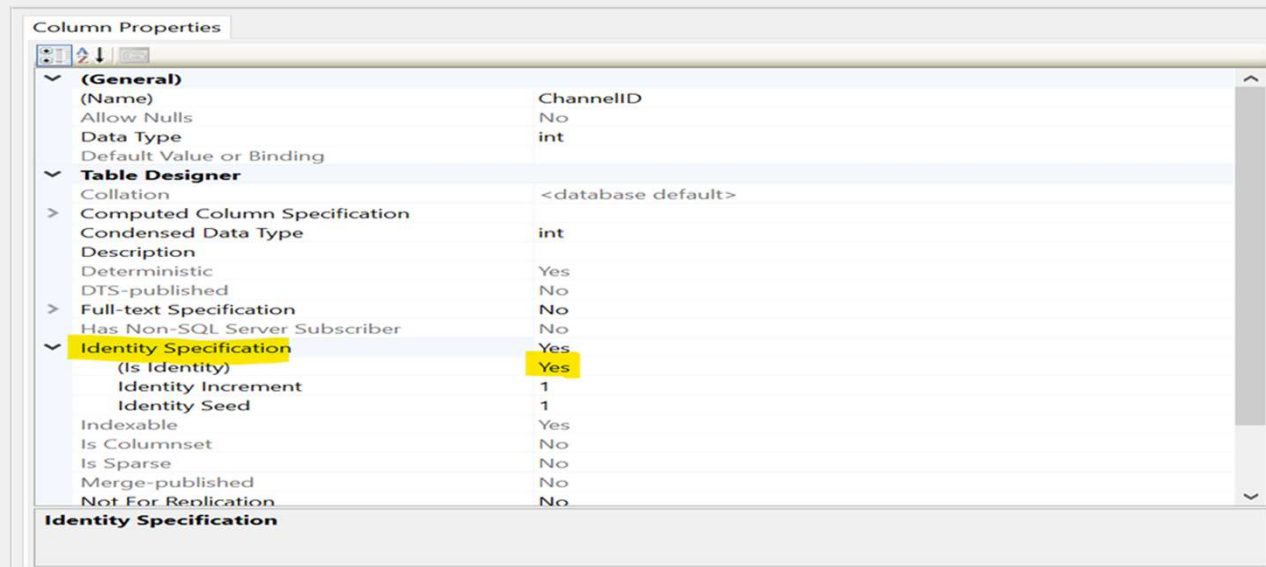 Column Properties
(General)
(Name) ChannelID
Allow Nulls No
Data Type int
Default Value or Binding
Table Designer
Collation <database default>
Computed Column Specification
Condensed Data Type int
Description
Deterministic Yes
DTS-published No
Full-text Specification No
Has Non-SQL Server Subscriber No
Identity Specification Yes
(Is Identity) Yes
Identity Increment 1
Identity Seed 1
Indexable Yes
Is Columnset No
Is Sparse No
Merge-published No
Not For Replication No
Identity Specification